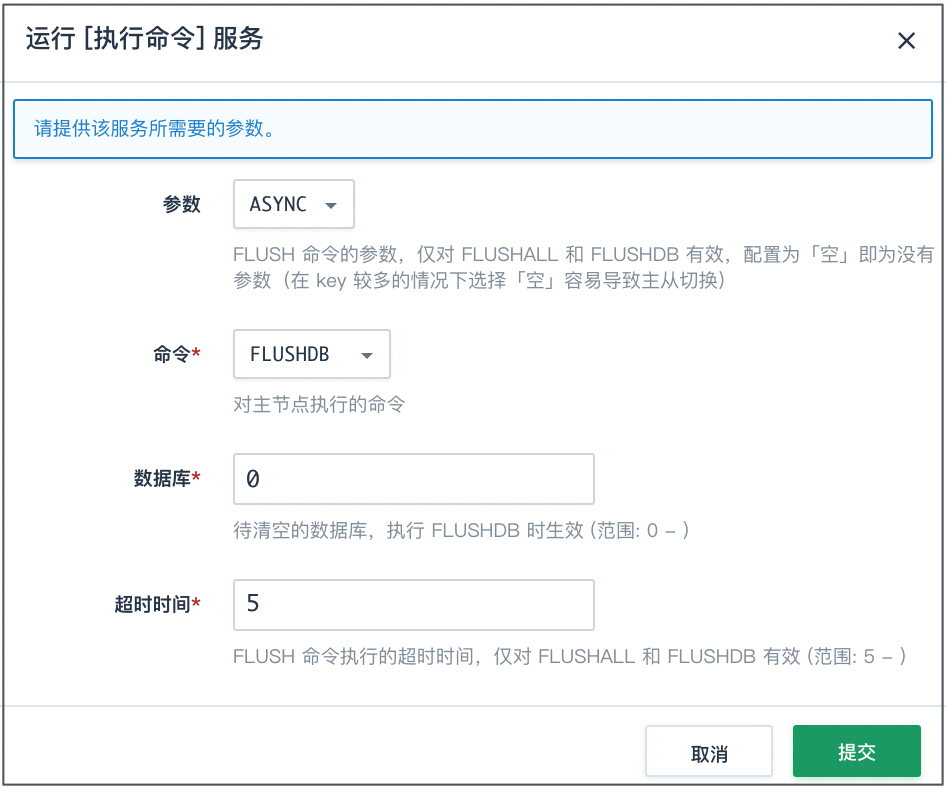 运行 [执行命令] 服务
请提供该服务所需要的参数。
参数
ASYNC
FLUSH 命令的参数，仅对 FLUSHALL 和 FLUSHDB 有效，配置为「空」即为没有
参数（在 key 较多的情况下选择「空」容易导致主从切换）
命令*
FLUSHDB
对主节点执行的命令
数据库*
0
待清空的数据库，执行 FLUSHDB 时生效 (范围: 0 - )
超时时间*
5
FLUSH 命令执行的超时时间，仅对 FLUSHALL 和 FLUSHDB 有效 (范围: 5 - )
取消
提交